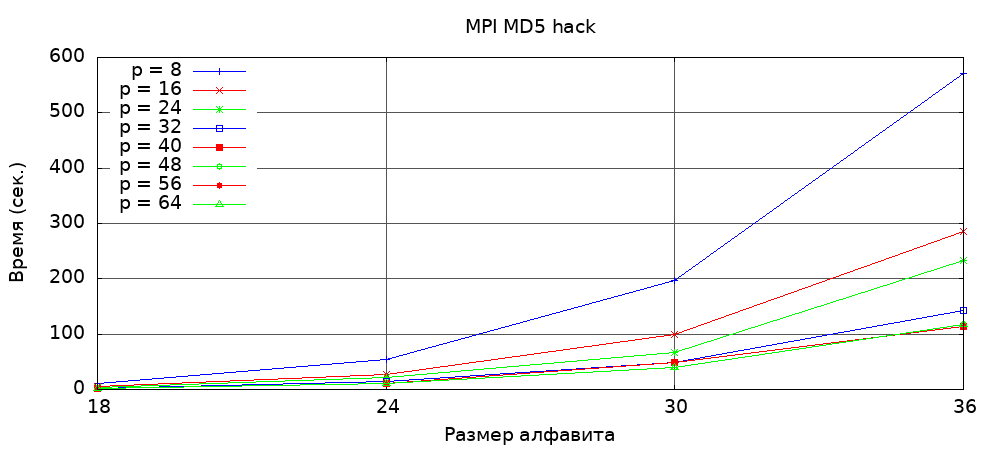 MPI MD5 hack
600
500
400
300
200
100
0
p = 8
p = 16
p = 24
p = 32
p = 40
p = 48
p = 56
p = 64
Время (сек.)
18 24 30 36
Размер алфавита